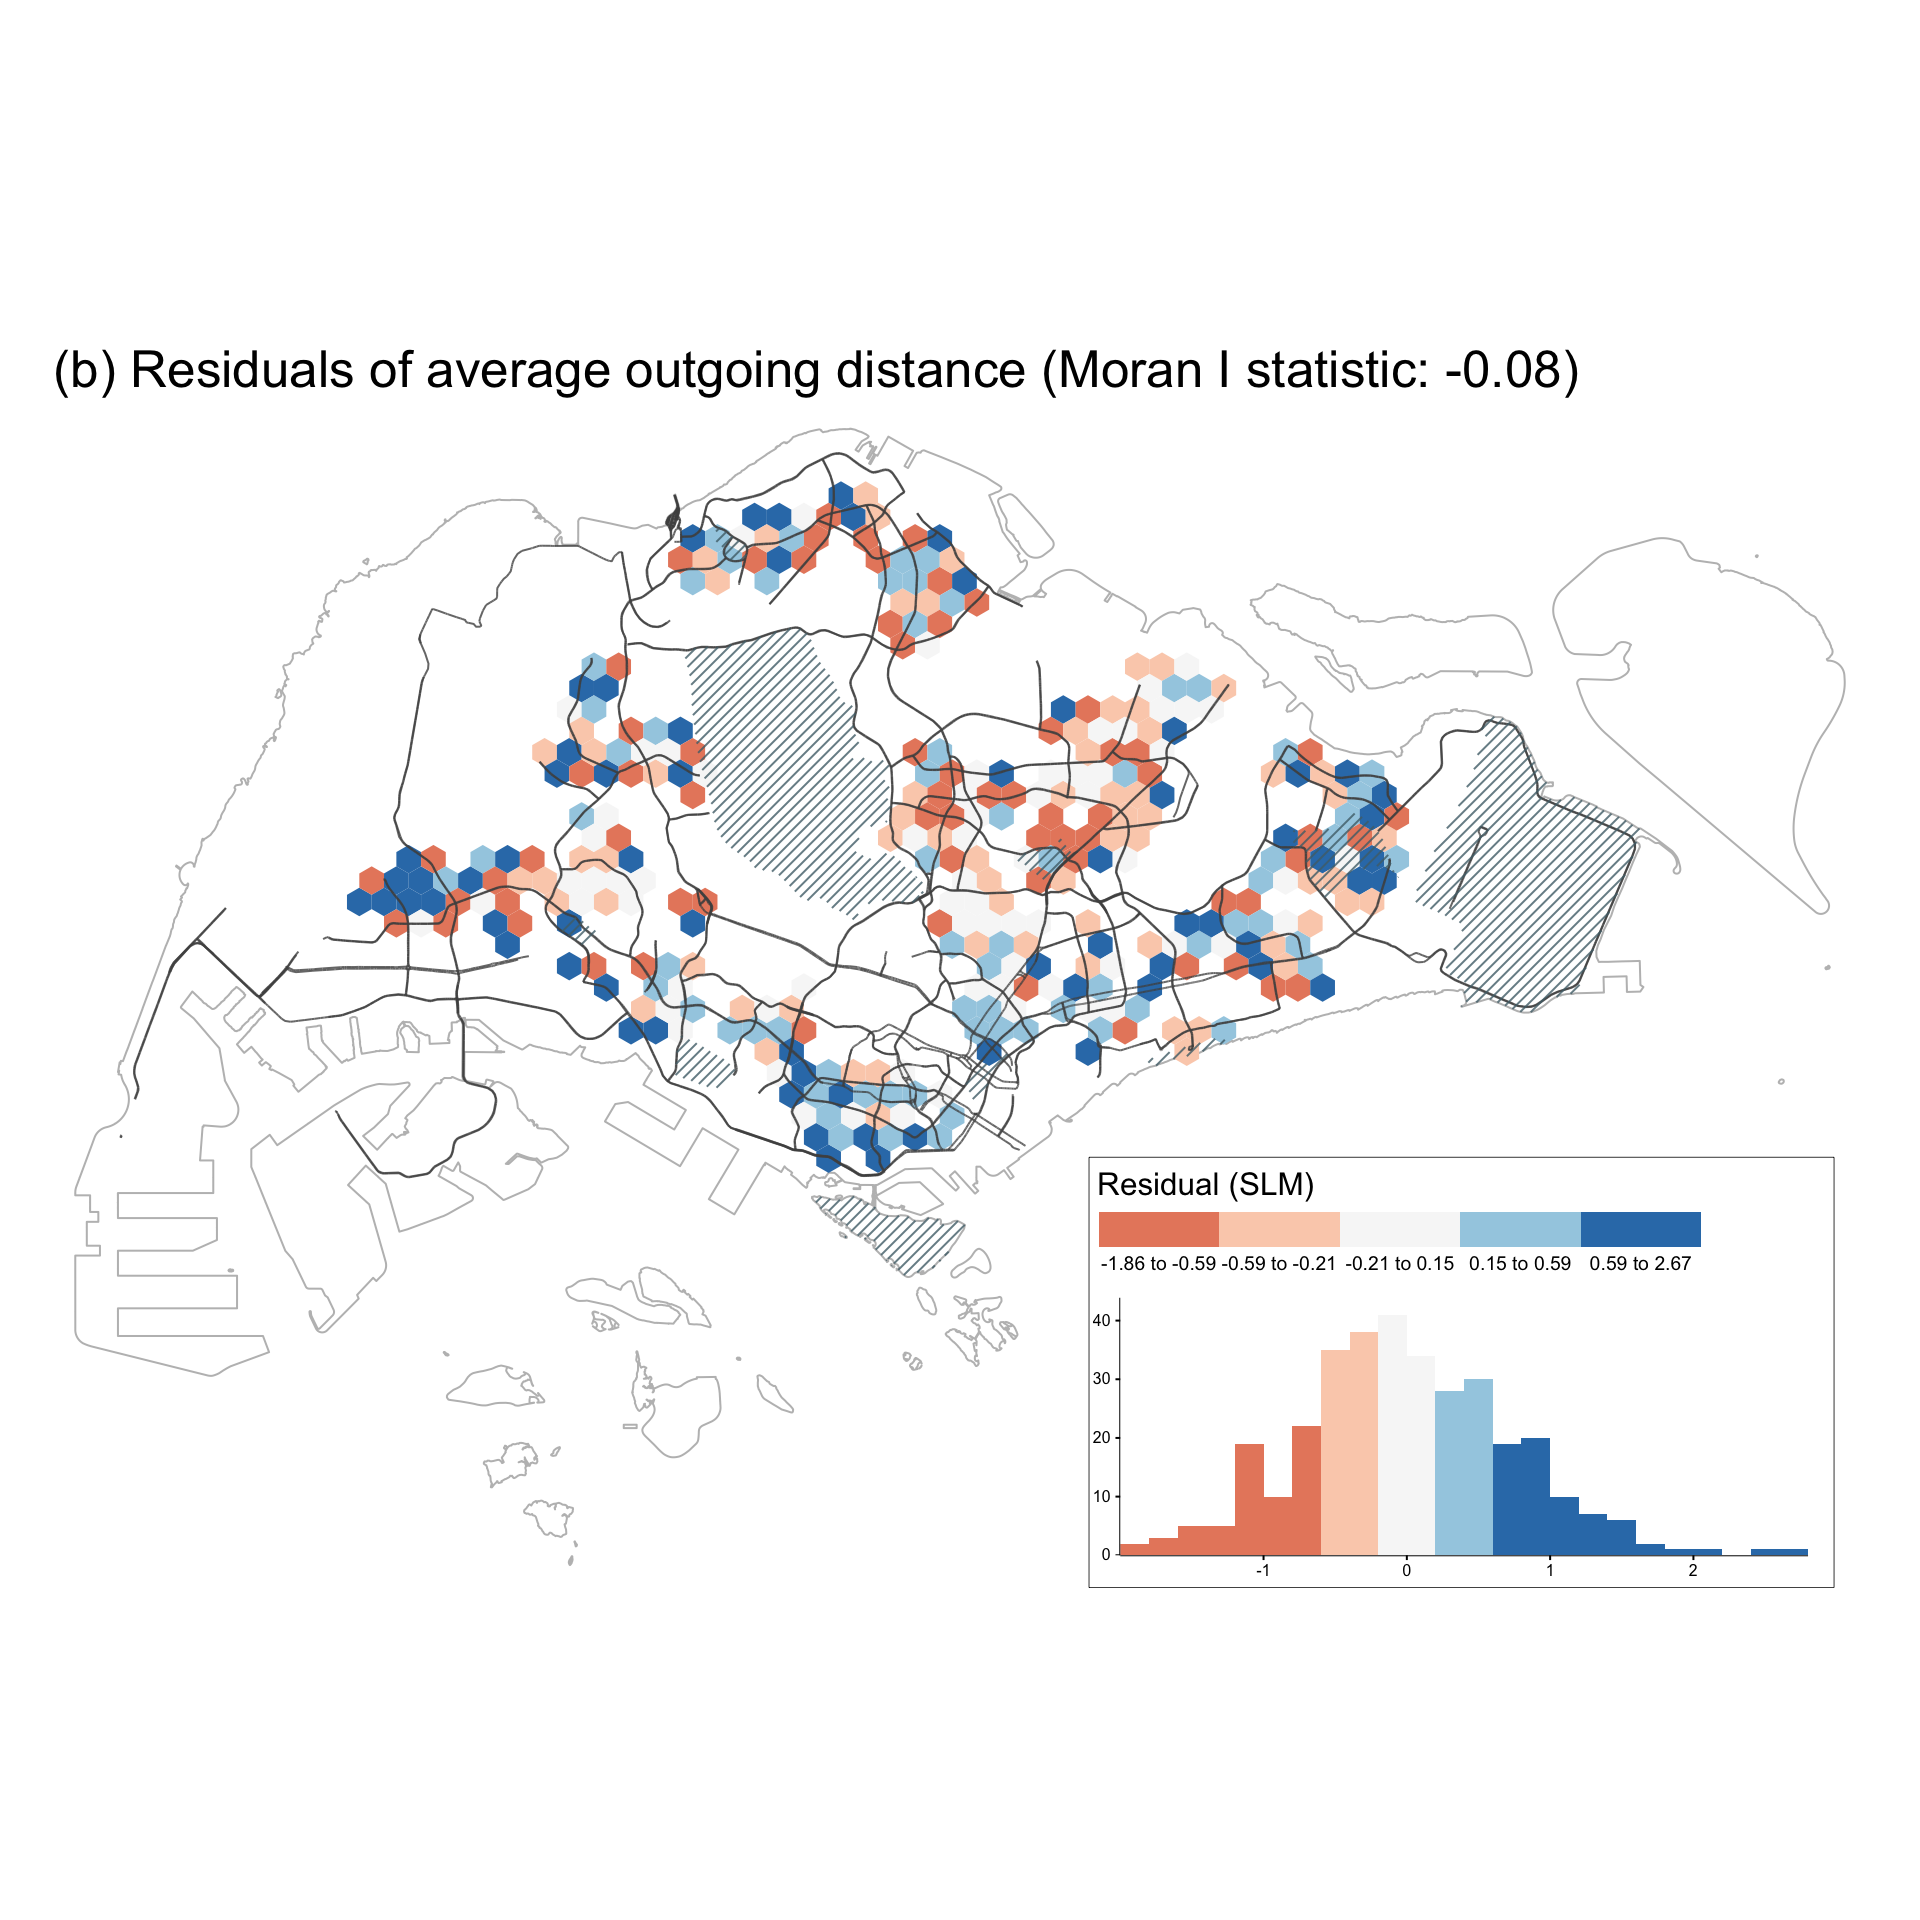 (b) Residuals of average outgoing distance (Moran I statistic: -0.08)
Residual (SLM)
-1.86 to -0.59 -0.59 to -0.21 -0.21 to 0.15 0.15 to 0.59 0.59 to 2.67
40
30
20
10
0
-1 0 1 2